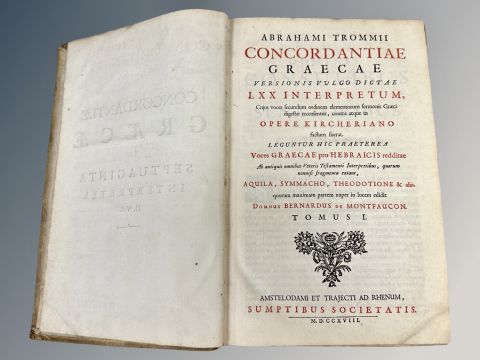 ABRAHAMI TROMMII
CONCORDANTIAE
GRAECAE
VERSIONIS VULGO DICTAE
LXX INTERPRETUM,
Cujus voces secundum ordinem elementorum sermonis Graeci
digestae recensentur, contra atque in
OPERE KIRCHERIANO
factum fuerat.
LEGUNTUR HIC PRAETEREA
Voces GRAECAE pro HEBRAICIS redditae
Ab antiquis omnibus Veteris Testamenti Interpretibus, quorum
nonnisi fragmenta extant,
AQUILA, SYMMACHO, THEODOTIONE & aliis
quorum maximam partem nuper in lucem edidit
Domnus BERNARDUS DE MONTFAUCON.
TOMUS I.
AMSTELODAMI ET TRAJECTI AD RHENUM,
SUMPTIBUS SOCIETATIS.
M.D.CCXVIII.